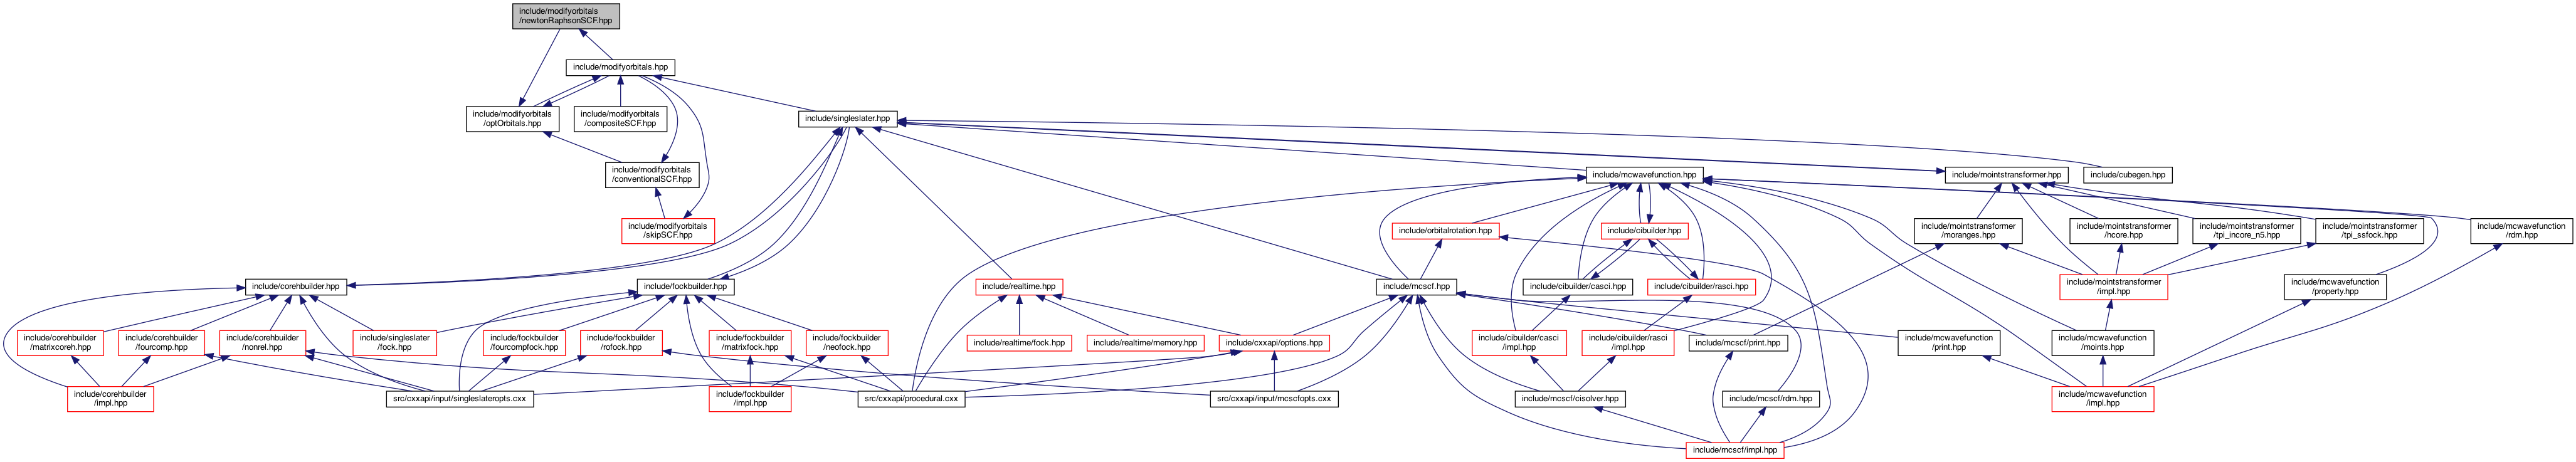 include/modifyorbitals
/newtonRaphsonSCF.hpp
include/modifyorbitals.hpp
include/modifyorbitals
/optOrbitals.hpp
include/modifyorbitals
/compositeSCF.hpp
include/singleslater.hpp
include/modifyorbitals
/conventionalSCF.hpp
include/mcwavefunction.hpp
include/mointstransformer.hpp
include/cubegen.hpp
include/modifyorbitals
/skipSCF.hpp
include/orbitalrotation.hpp
include/cibuilder.hpp
include/mointstransformer
/moranges.hpp
include/mointstransformer
/hcore.hpp
include/mointstransformer
/tpi_incore_n5.hpp
include/mointstransformer
/tpi_ssfock.hpp
include/mcwavefunction
/rdm.hpp
include/corehbuilder.hpp
include/fockbuilder.hpp
include/realtime.hpp
include/mcscf.hpp
include/cibuilder/casci.hpp
include/cibuilder/rasci.hpp
include/mointstransformer
/impl.hpp
include/mcwavefunction
/property.hpp
include/corehbuilder
/matrixcoreh.hpp
include/corehbuilder
/fourcomp.hpp
include/corehbuilder
/nonrel.hpp
include/singleslater
/fock.hpp
include/fockbuilder
/fourcompfock.hpp
include/fockbuilder
/rofock.hpp
include/fockbuilder
/matrixfock.hpp
include/fockbuilder
/neofock.hpp
include/realtime/fock.hpp
include/realtime/memory.hpp
include/cxxapi/options.hpp
include/cibuilder/casci
/impl.hpp
include/cibuilder/rasci
/impl.hpp
include/mcscf/print.hpp
include/mcwavefunction
/print.hpp
include/mcwavefunction
/moints.hpp
include/corehbuilder
/impl.hpp
src/cxxapi/input/singleslateropts.cxx
include/fockbuilder
/impl.hpp
src/cxxapi/procedural.cxx
src/cxxapi/input/mcscfopts.cxx
include/mcscf/cisolver.hpp
include/mcscf/rdm.hpp
include/mcwavefunction
/impl.hpp
include/mcscf/impl.hpp